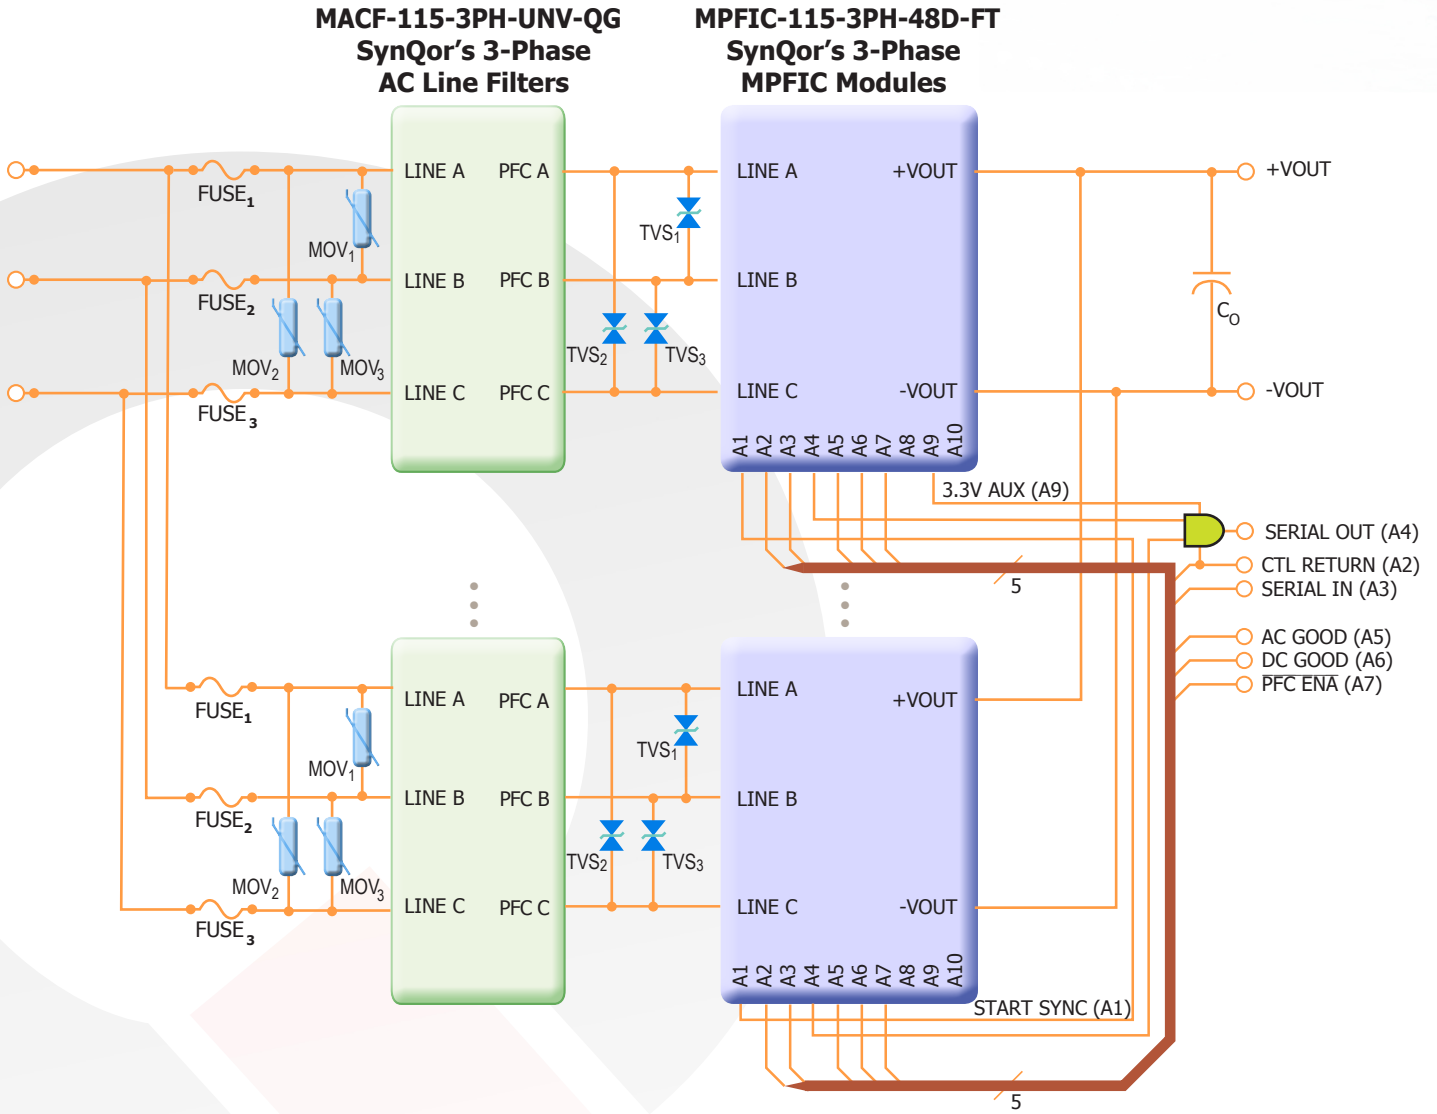 MACF-115-3PH-UNV-QG
SynQor's 3-Phase
AC Line Filters
MPFIC-115-3PH-48D-FT
SynQor's 3-Phase
MPFIC Modules
FUSE1
FUSE2
FUSE3
MOV1
MOV2
MOV3
LINE A
PFC A
LINE B
PFC B
LINE C
PFC C
TVS1
TVS2
TVS3
LINE A
+VOUT
LINE B
LINE C
-VOUT
A1
A2
A3
A4
A5
A6
A7
A8
A9
A10
+VOUT
CO
-VOUT
3.3V AUX (A9)
SERIAL OUT (A4)
CTL RETURN (A2)
SERIAL IN (A3)
5
AC GOOD (A5)
DC GOOD (A6)
PFC ENA (A7)
FUSE1
FUSE2
FUSE3
MOV1
MOV2
MOV3
LINE A
PFC A
LINE B
PFC B
LINE C
PFC C
TVS1
TVS2
TVS3
LINE A
+VOUT
LINE B
LINE C
-VOUT
A1
A2
A3
A4
A5
A6
A7
A8
A9
A10
START SYNC (A1)
5